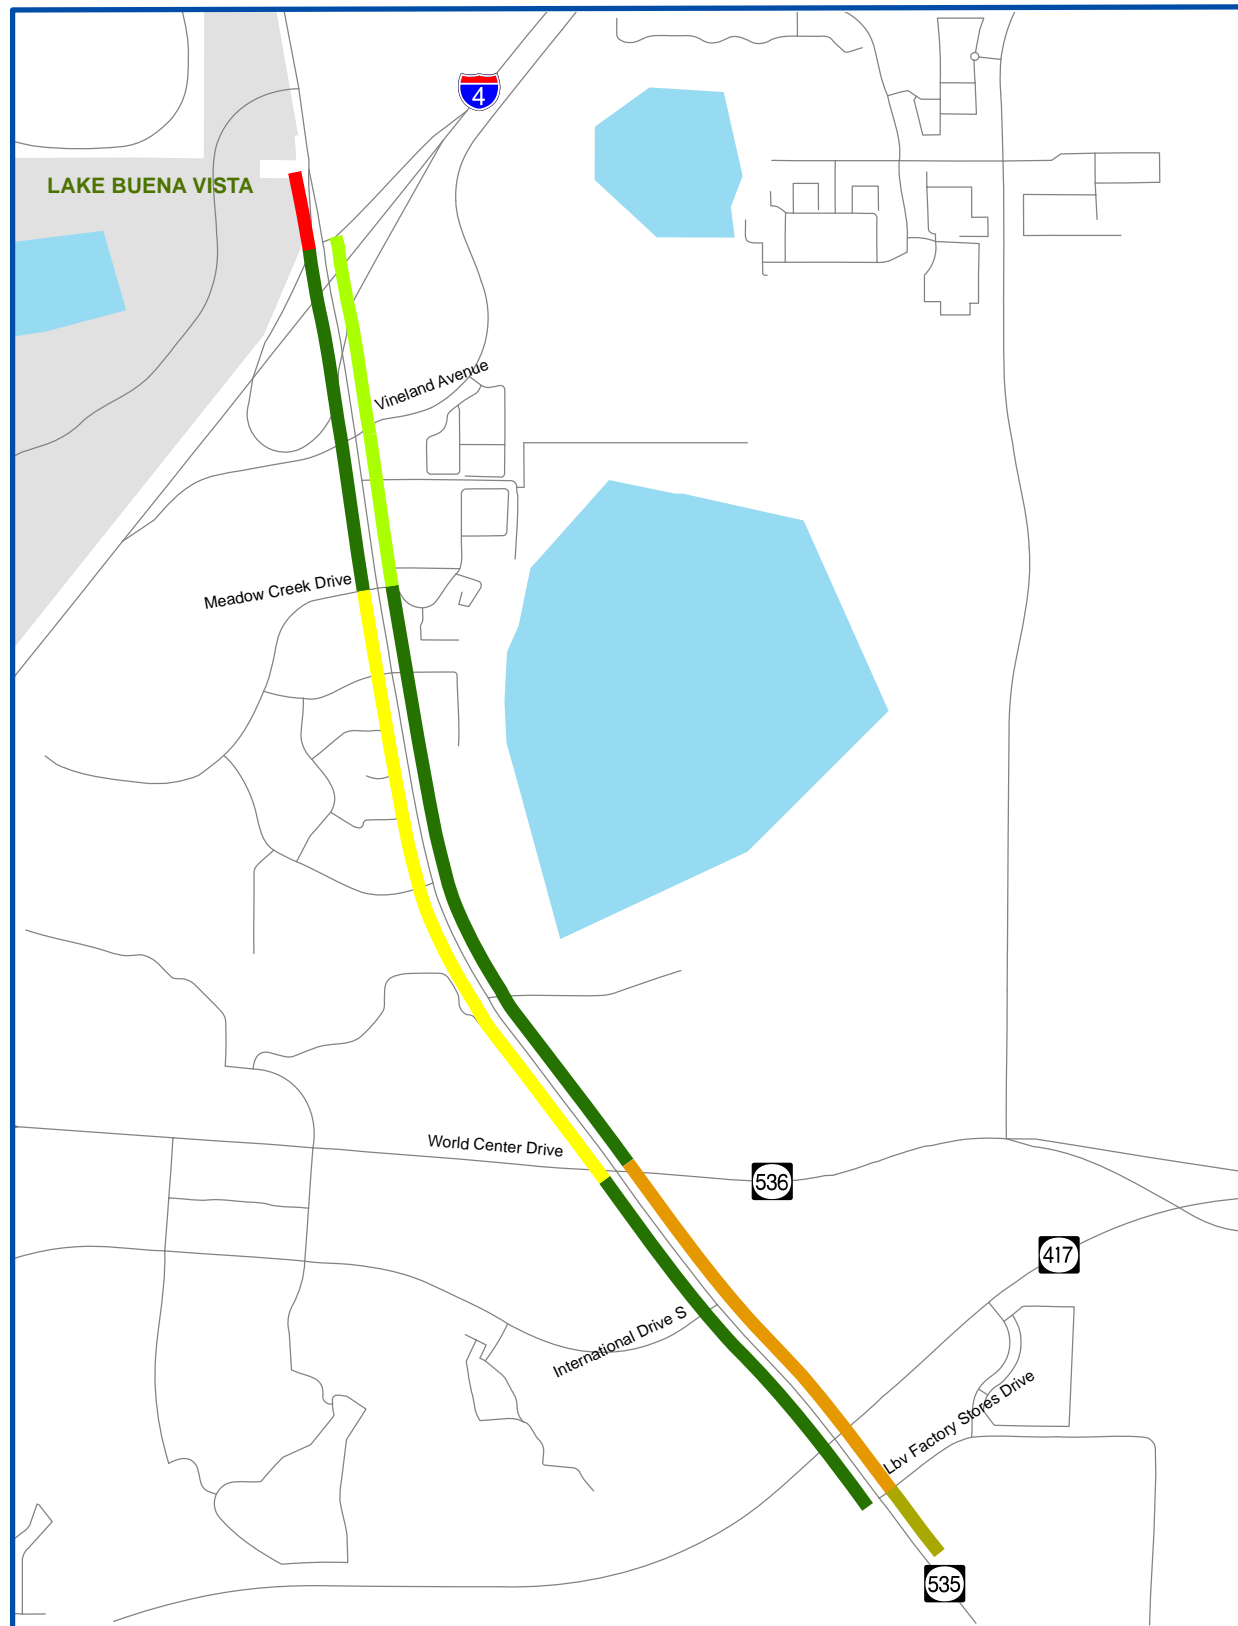 4
LAKE BUENA VISTA
Vineland Avenue
Meadow Creek Drive
World Center Drive
536
417
International Drive S
Lbv Factory Stores Drive
535